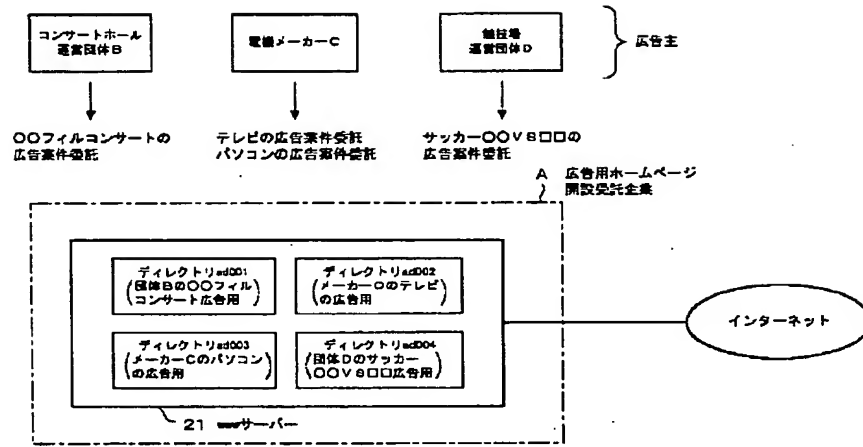 コンサートホール
運営団体B
電機メーカーC
競技場
運営団体D
広告主
○○フィルコンサートの
広告案件委託
テレビの広告案件委託
パソコンの広告案件委託
サッカー○○VS□□の
広告案件委託
A 広告用ホームページ
開設受託企業
ディレクトリad001
(団体Bの○○フィル
コンサート広告用)
ディレクトリad002
(メーカーCのテレビ
の広告用)
ディレクトリad003
(メーカーCのパソコン
の広告用)
ディレクトリad004
(団体Dのサッカー
○○VS□□広告用)
インターネット
21 wwwサーバー